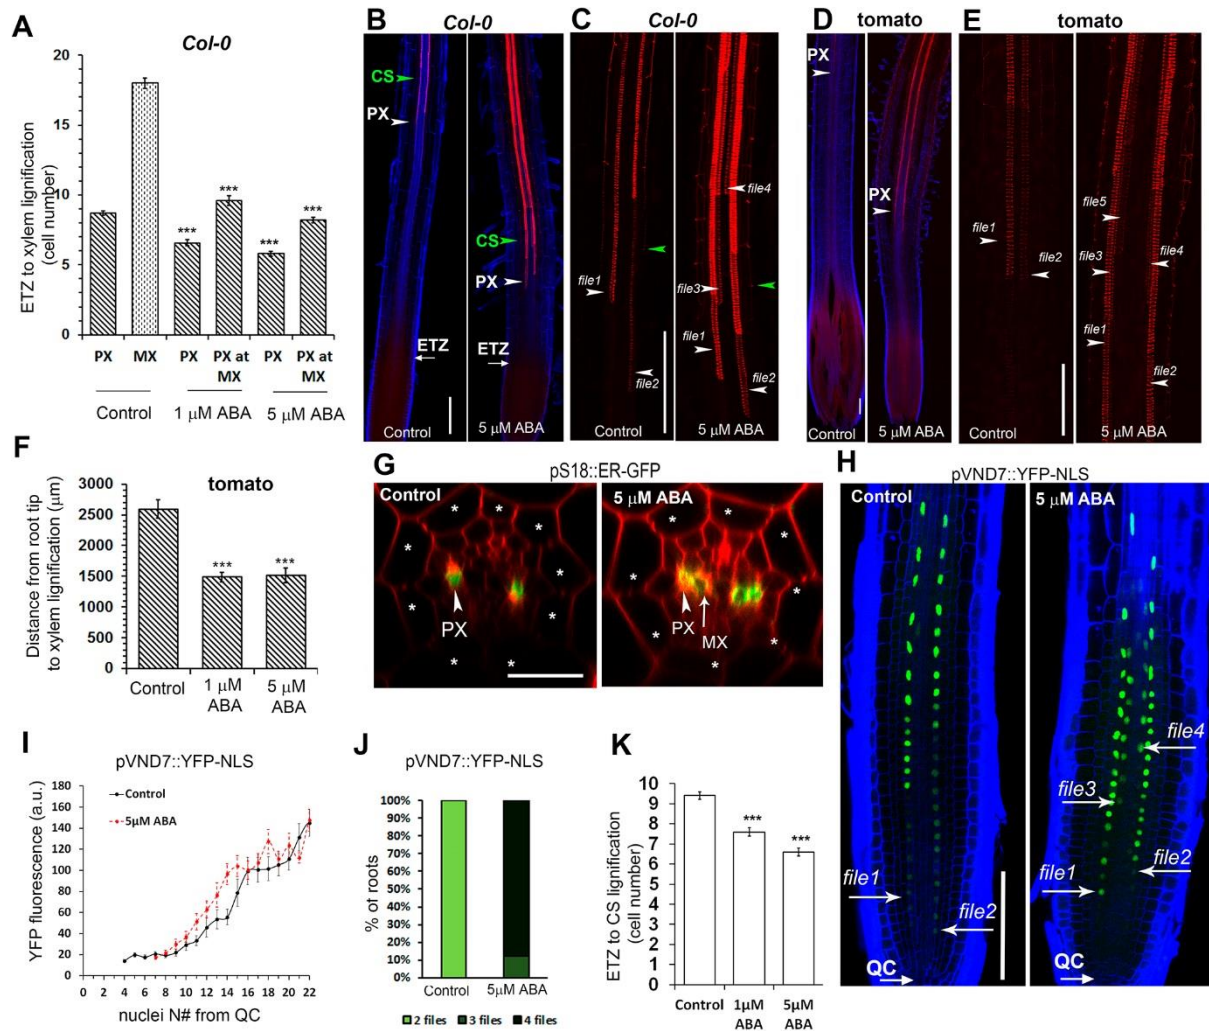 A
Col-0
ETZ to xylem lignification
(cell number)
20
15
10
5
0
***
***
***
***
PX
MX
PX
PX at
MX
PX
PX at
MX
Control
1 µM ABA
5 µM ABA
B
Col-0
CS
PX
ETZ
Control
CS
PX
ETZ
5 µM ABA
C
Col-0
file1
file2
Control
file4
file3
file1
file2
5 µM ABA
D
tomato
PX
Control
PX
5 µM ABA
E
tomato
file1
file2
Control
file5
file3
file4
file1
file2
5 µM ABA
F
tomato
Distance from root tip
to xylem lignification (µm)
3000
2500
2000
1500
1000
500
0
***
***
Control
1 µM
ABA
5 µM
ABA
G
pS18::ER-GFP
Control
PX
5 µM ABA
PX
MX
H
pVND7::YFP-NLS
Control
file1
file2
QC
5 µM ABA
file4
file3
file1
file2
QC
I
pVND7::YFP-NLS
Control
5µM ABA
YFP fluorescence (a.u.)
180
160
140
120
100
80
60
40
20
0
0 2 4 6 8 10 12 14 16 18 20 22
nuclei N# from QC
J
pVND7::YFP-NLS
% of roots
100%
90%
80%
70%
60%
50%
40%
30%
20%
10%
0%
Control
5µM ABA
2 files
3 files
4 files
K
ETZ to CS lignification
(cell number)
10
9
8
7
6
5
4
3
2
1
0
***
***
Control
1µM
ABA
5µM
ABA